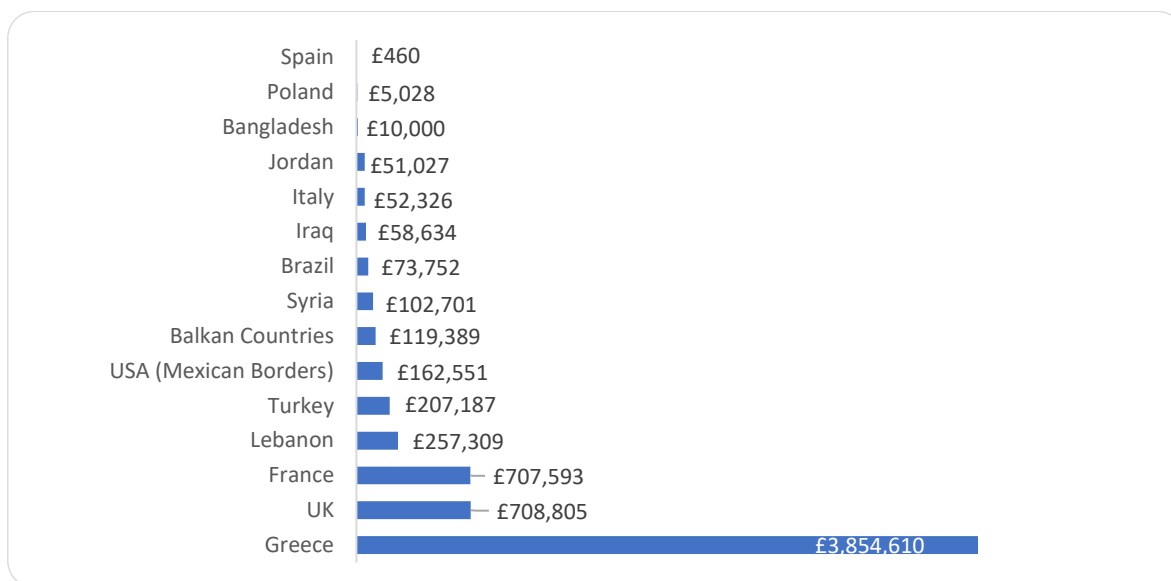 Spain £460
Poland £5,028
Bangladesh £10,000
Jordan £51,027
Italy £52,326
Iraq £58,634
Brazil £73,752
Syria £102,701
Balkan Countries £119,389
USA (Mexican Borders) £162,551
Turkey £207,187
Lebanon £257,309
France £707,593
UK £708,805
Greece £3,854,610